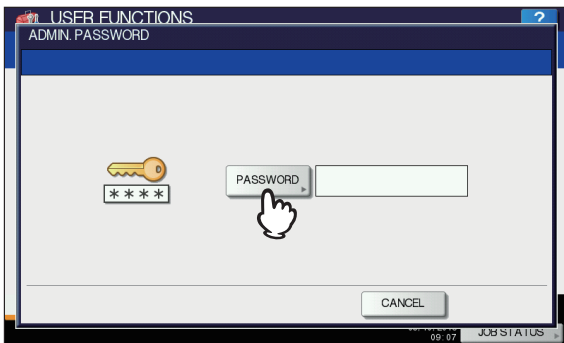 USER FUNCTIONS
?
ADMIN. PASSWORD
PASSWORD
* * * *
CANCEL
09:07
JOB STATUS